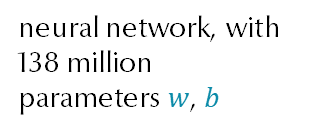 neural network, with
138 million
parameters w, b